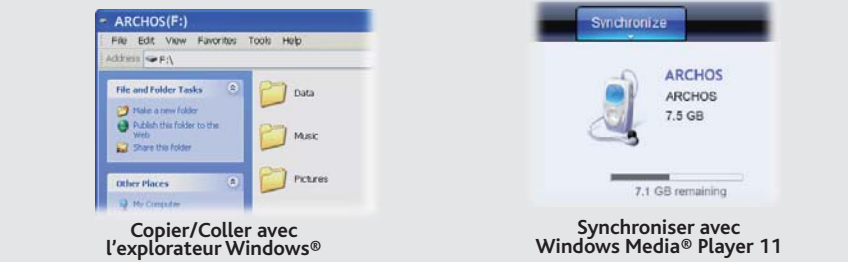 ARCHOS(F:)
File Edit View Favorites Tools Help
Address F:\
File and Folder Tasks
Make a new folder
Publish this folder to the
Web
Share this folder
Other Places
My Computer
Data
Music
Pictures
Copier/Coller avec
l'explorateur Windows®
Synchronize
ARCHOS
ARCHOS
7.5 GB
7.1 GB remaining
Synchroniser avec
Windows Media® Player 11